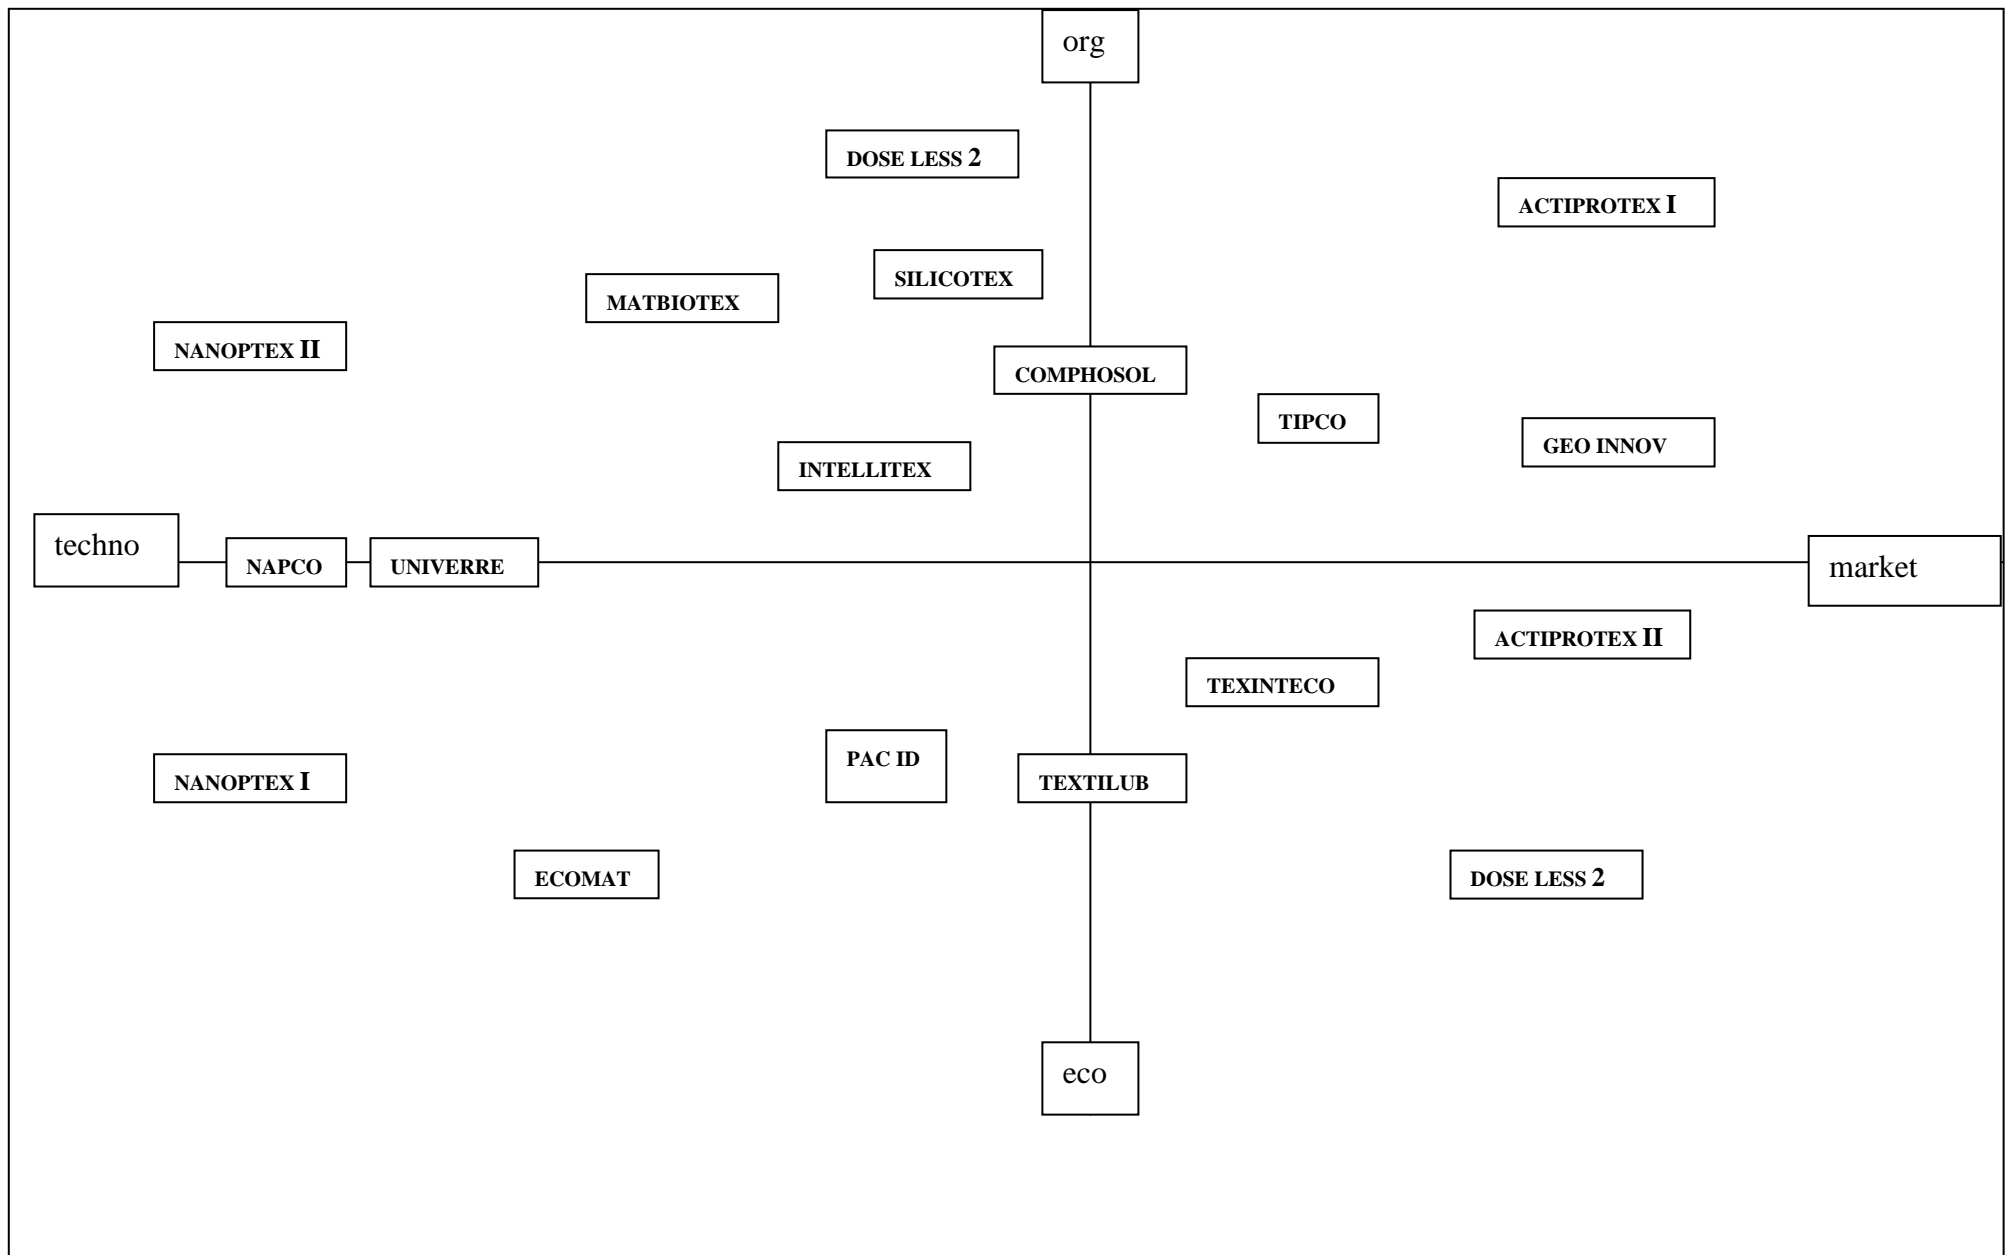 org
DOSE LESS 2
ACTIPROTEX I
SILICOTEX
MATBIOTEX
NANOPTEX II
COMPHOSOL
TIPCO
GEO INNOV
INTELLITEX
techno
NAPCO
UNIVERRE
market
ACTIPROTEX II
TEXINTECO
PAC ID
NANOPTEX I
TEXTILUB
ECOMAT
DOSE LESS 2
eco